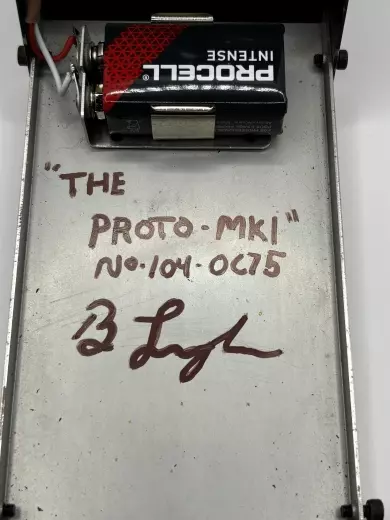 PROCELL®
INTENSE
"THE
PROTO-MK1"
No.104-OC75